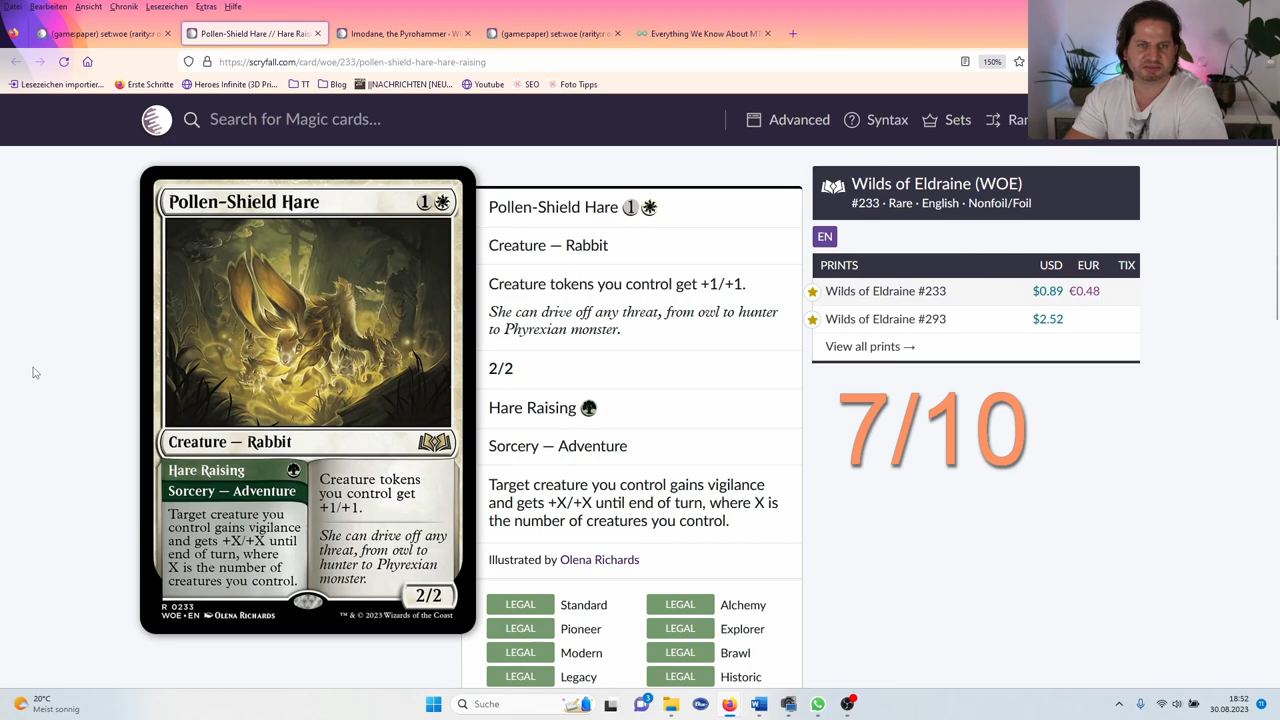 Datei Bearbeiten Ansicht Chronik Lesezeichen Extras Hilfe
(game:paper) set:woe (rarity:r o
Pollen-Shield Hare // Hare Rais
Imodane, the Pyrohammer · W
(game:paper) set:woe (rarity:r o
Everything We Know About MT
https://scryfall.com/card/woe/233/pollen-shield-hare-hare-raising
150%
Lesezeichen importier...
Erste Schritte
Heroes Infinite (3D Pri...
TT
Blog
||NACHRICHTEN [NEU...
Youtube
SEO
Foto Tipps
Search for Magic cards...
Advanced
Syntax
Sets
Ran
Pollen-Shield Hare 1
Creature — Rabbit
Hare Raising
Sorcery — Adventure
Target creature you
control gains vigilance
and gets +X/+X until
end of turn, where
X is the number of
creatures you control.
Creature tokens
you control get
+1/+1.
She can drive off any
threat, from owl to
hunter to Phyrexian
monster.
2/2
R 0233
WOE • EN OLENA RICHARDS
™ & © 2023 Wizards of the Coast
Pollen-Shield Hare 1
Creature — Rabbit
Creature tokens you control get +1/+1.
She can drive off any threat, from owl to hunter
to Phyrexian monster.
2/2
Hare Raising
Sorcery — Adventure
Target creature you control gains vigilance
and gets +X/+X until end of turn, where X is
the number of creatures you control.
Illustrated by Olena Richards
LEGAL Standard LEGAL Alchemy
LEGAL Pioneer LEGAL Explorer
LEGAL Modern LEGAL Brawl
LEGAL Legacy LEGAL Historic
Wilds of Eldraine (WOE)
#233 · Rare · English · Nonfoil/Foil
EN
PRINTS USD EUR TIX
Wilds of Eldraine #233 $0.89 €0.48
Wilds of Eldraine #293 $2.52
View all prints →
7/10
20°C
Meist sonnig
Suche
3
18:52
30.08.2023